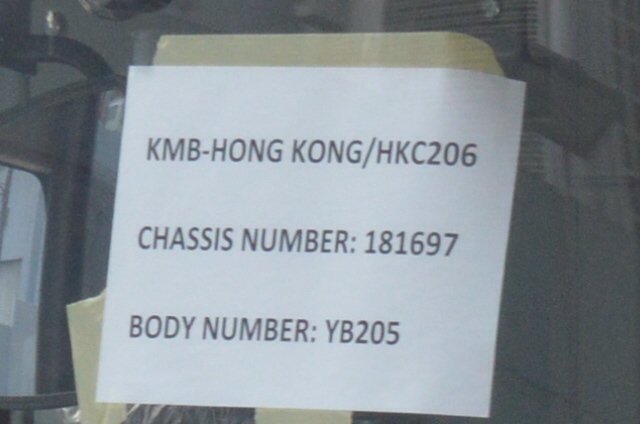 KMB-HONG KONG/HKC206
CHASSIS NUMBER: 181697
BODY NUMBER: YB205